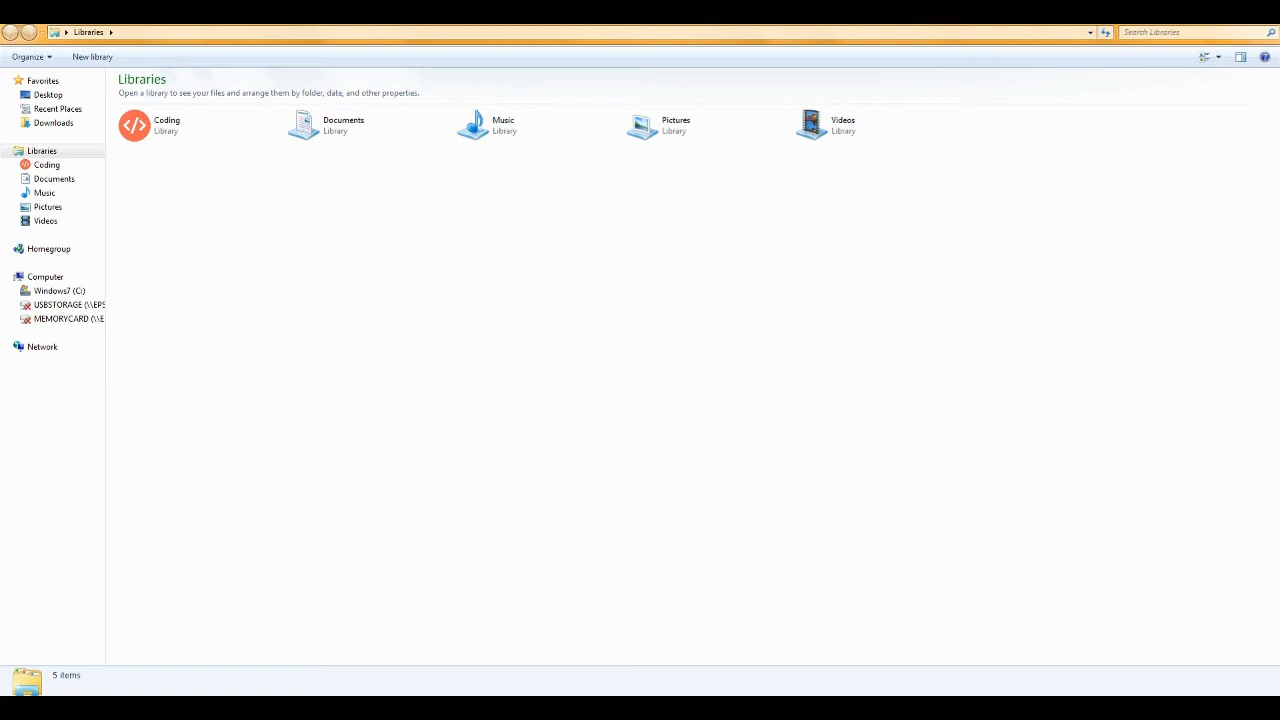 Libraries
Search Libraries
Organize
New library
Favorites
Desktop
Recent Places
Downloads
Libraries
Coding
Documents
Music
Pictures
Videos
Homegroup
Computer
Windows7 (C:)
USBSTORAGE (\\EPS
MEMORYCARD (\\E
Network
Libraries
Open a library to see your files and arrange them by folder, date, and other properties.
Coding
Library
Documents
Library
Music
Library
Pictures
Library
Videos
Library
5 items